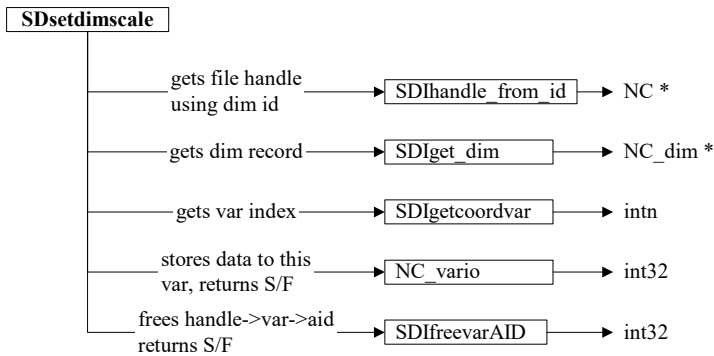 SDsetdimscale
gets file handle
using dim id
SDIhandle_from_id
NC *
gets dim record
SDIget_dim
NC_dim *
gets var index
SDIgetcoordvar
intn
stores data to this
var, returns S/F
NC_vario
int32
frees handle->var->aid
returns S/F
SDIfreevarAID
int32